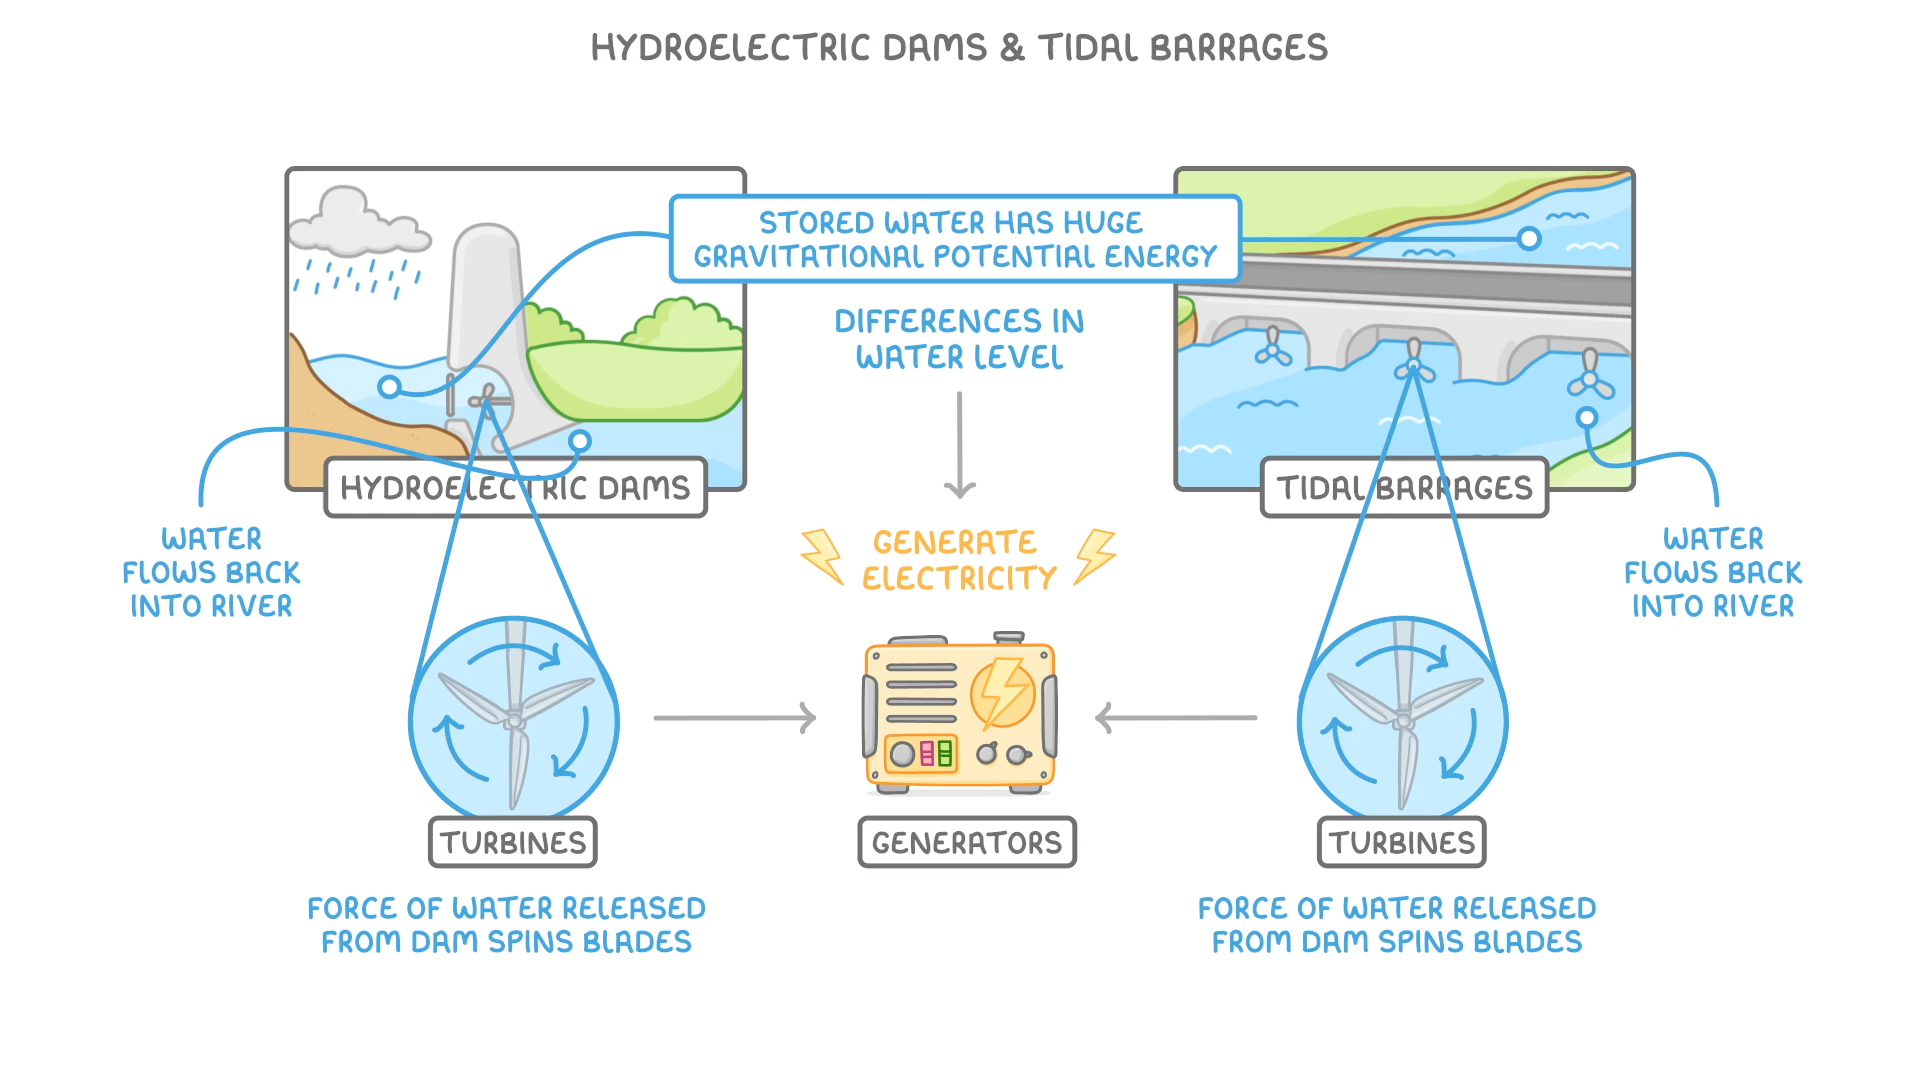 HYDROELECTRIC DAMS & TIDAL BARRAGES
STORED WATER HAS HUGE
GRAVITATIONAL POTENTIAL ENERGY
DIFFERENCES IN
WATER LEVEL
HYDROELECTRIC DAMS
TIDAL BARRAGES
WATER
FLOWS BACK
INTO RIVER
GENERATE
ELECTRICITY
WATER
FLOWS BACK
INTO RIVER
TURBINES
GENERATORS
TURBINES
FORCE OF WATER RELEASED
FROM DAM SPINS BLADES
FORCE OF WATER RELEASED
FROM DAM SPINS BLADES